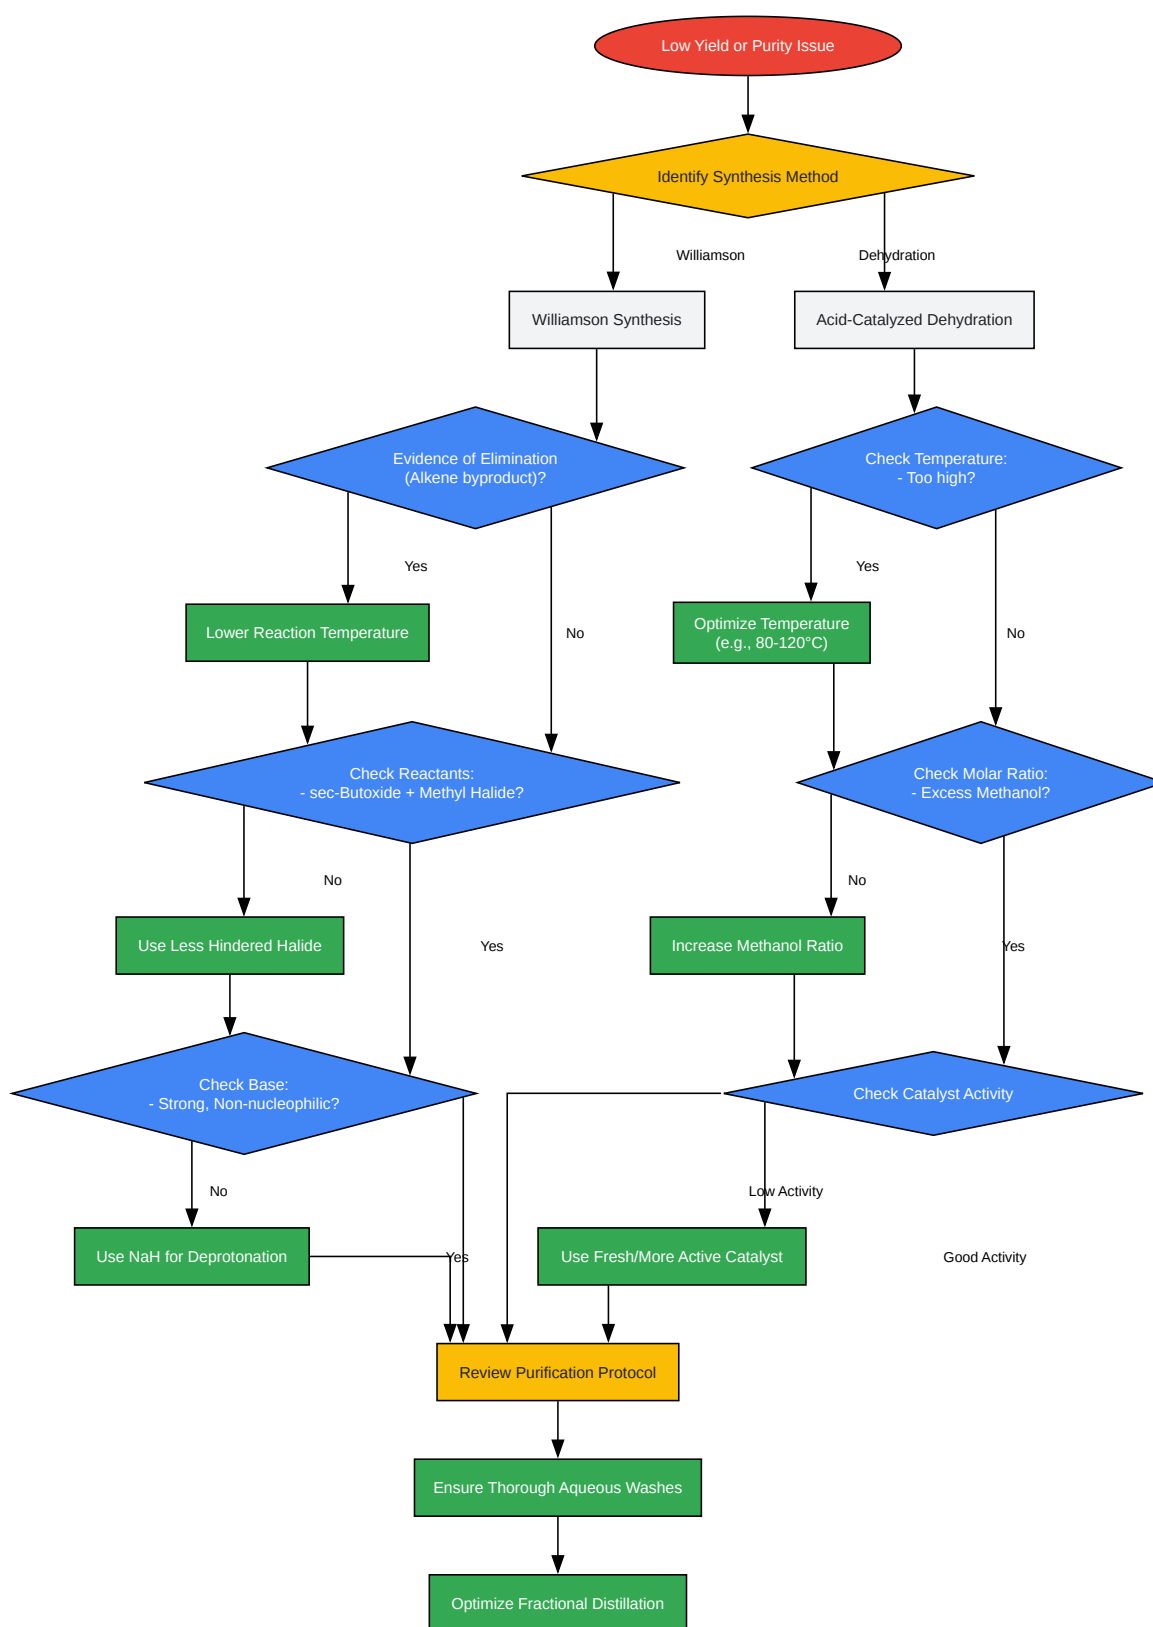 Low Yield or Purity Issue
Identify Synthesis Method
Williamson
Dehydration
Williamson Synthesis
Acid-Catalyzed Dehydration
Evidence of Elimination
(Alkene byproduct)?
Check Temperature:
- Too high?
Yes
Yes
Lower Reaction Temperature
No
Optimize Temperature
(e.g., 80-120°C)
No
Check Reactants:
- sec-Butoxide + Methyl Halide?
Check Molar Ratio:
- Excess Methanol?
No
No
Use Less Hindered Halide
Yes
Increase Methanol Ratio
Yes
Check Base:
- Strong, Non-nucleophilic?
Check Catalyst Activity
No
Low Activity
Use NaH for Deprotonation
Yes
Use Fresh/More Active Catalyst
Good Activity
Review Purification Protocol
Ensure Thorough Aqueous Washes
Optimize Fractional Distillation